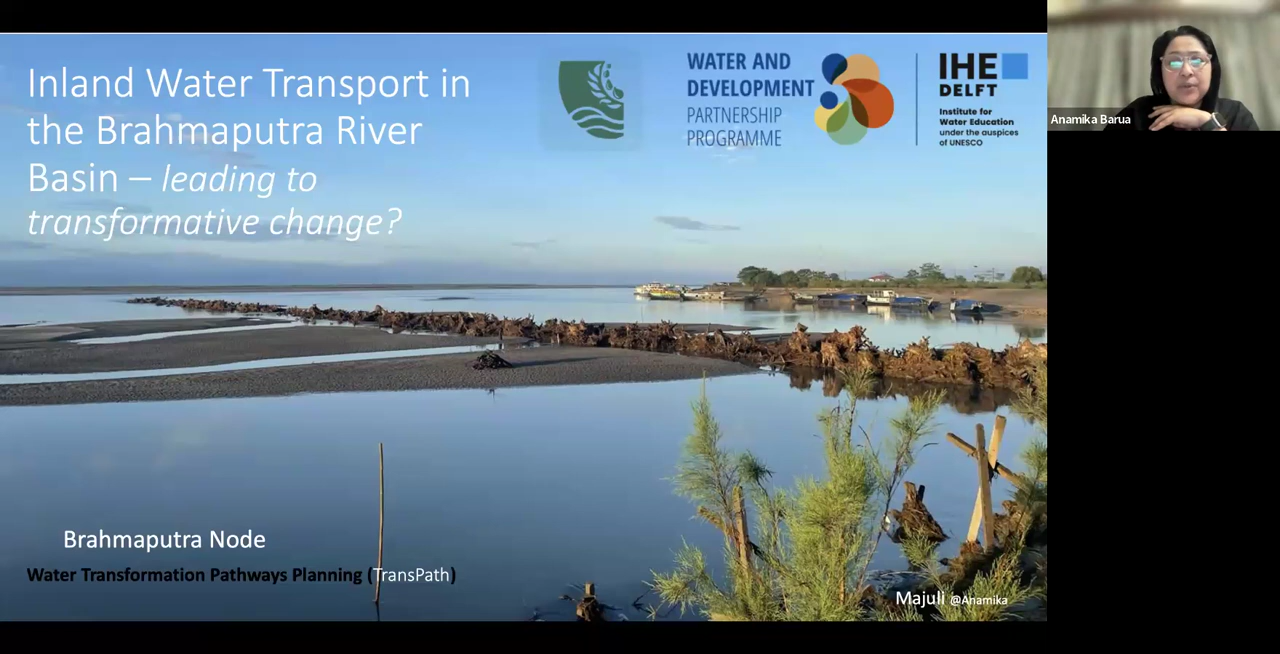 Inland Water Transport in
the Brahmaputra River
Basin – leading to
transformative change?
WATER AND
DEVELOPMENT
PARTNERSHIP
PROGRAMME
IHE
DELFT
Institute for
Water Education
under the auspices
of UNESCO
Anamika Barua
Brahmaputra Node
Water Transformation Pathways Planning (TransPath)
Majuli @Anamika